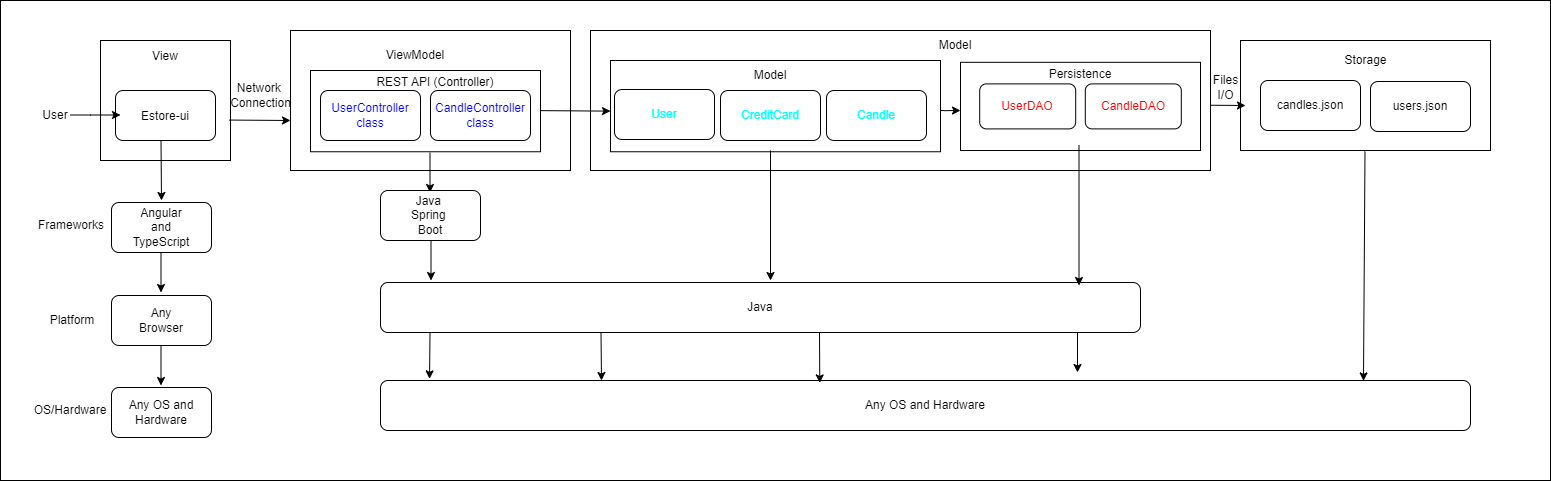 View
User
Estore-ui
Network
Connection
ViewModel
REST API (Controller)
UserController
class
CandleController
class
Model
Model
User
CreditCard
Candle
Persistence
UserDAO
CandleDAO
Files
I/O
Storage
candles.json
users.json
Frameworks
Angular
and
TypeScript
Java
Spring
Boot
Platform
Any
Browser
Java
OS/Hardware
Any OS and
Hardware
Any OS and Hardware